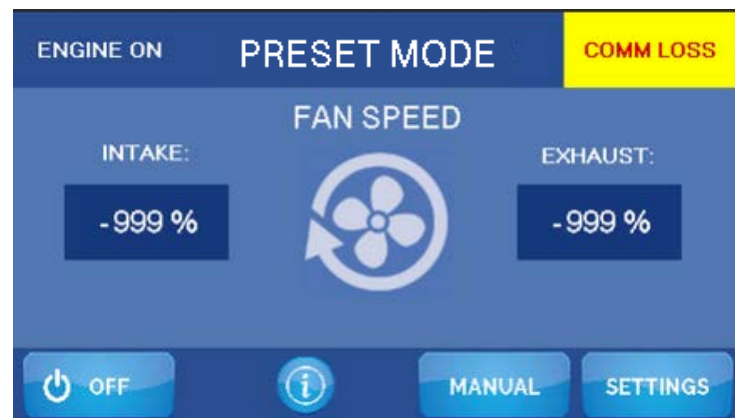 ENGINE ON
PRESET MODE
COMM LOSS
FAN SPEED
INTAKE:
EXHAUST:
-999 %
-999 %
OFF
i
MANUAL
SETTINGS